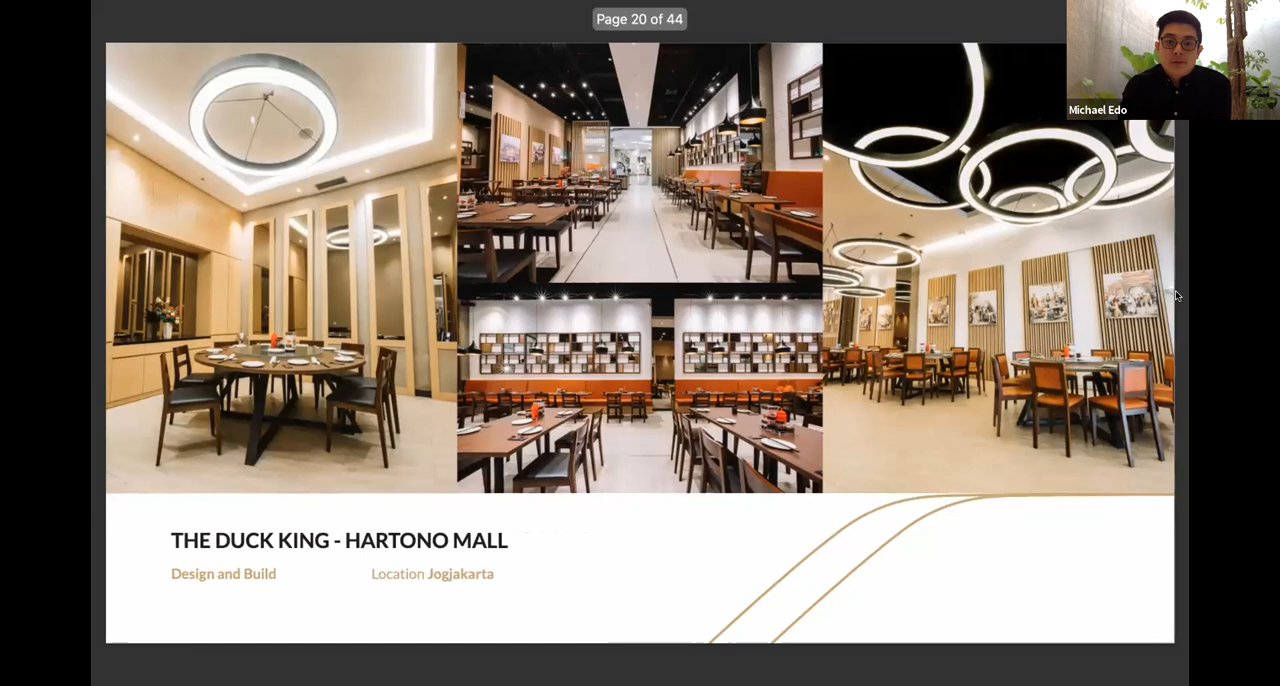 Page 20 of 44
Michael Edo
THE DUCK KING - HARTONO MALL
Design and Build
Location Jogjakarta